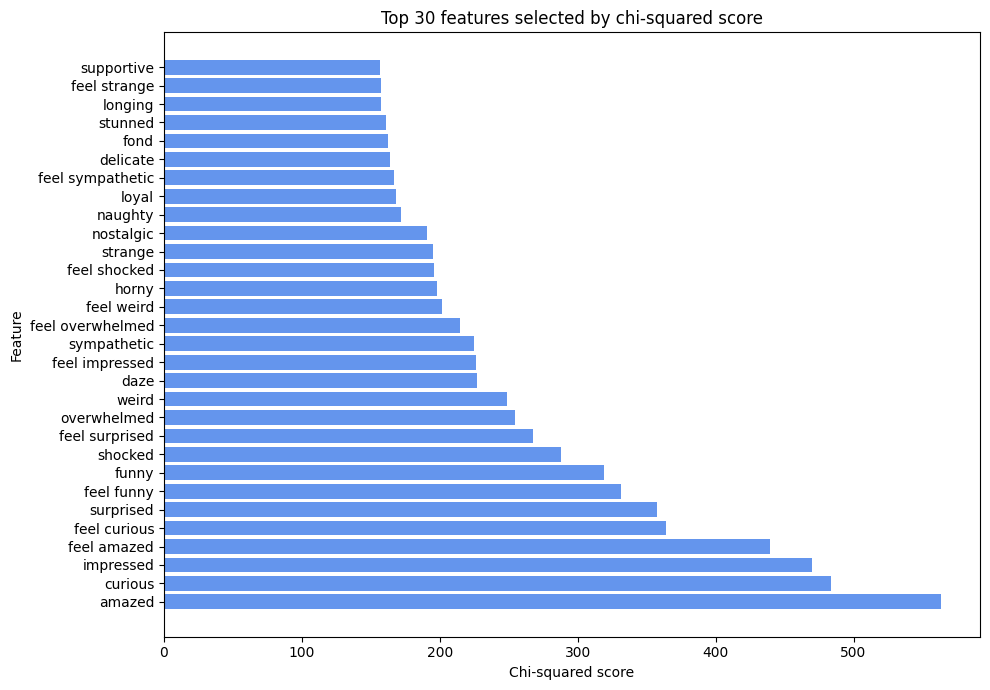 Top 30 features selected by chi-squared score
Feature
supportive
feel strange
longing
stunned
fond
delicate
feel sympathetic
loyal
naughty
nostalgic
strange
feel shocked
horny
feel weird
feel overwhelmed
sympathetic
feel impressed
daze
weird
overwhelmed
feel surprised
shocked
funny
feel funny
surprised
feel curious
feel amazed
impressed
curious
amazed
0 100 200 300 400 500
Chi-squared score